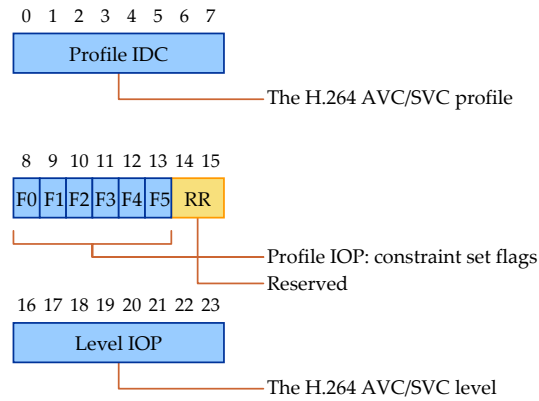 0 1 2 3 4 5 6 7
Profile IDC
The H.264 AVC/SVC profile
8 9 10 11 12 13 14 15
F0 F1 F2 F3 F4 F5 RR
Profile IOP: constraint set flags
Reserved
16 17 18 19 20 21 22 23
Level IOP
The H.264 AVC/SVC level